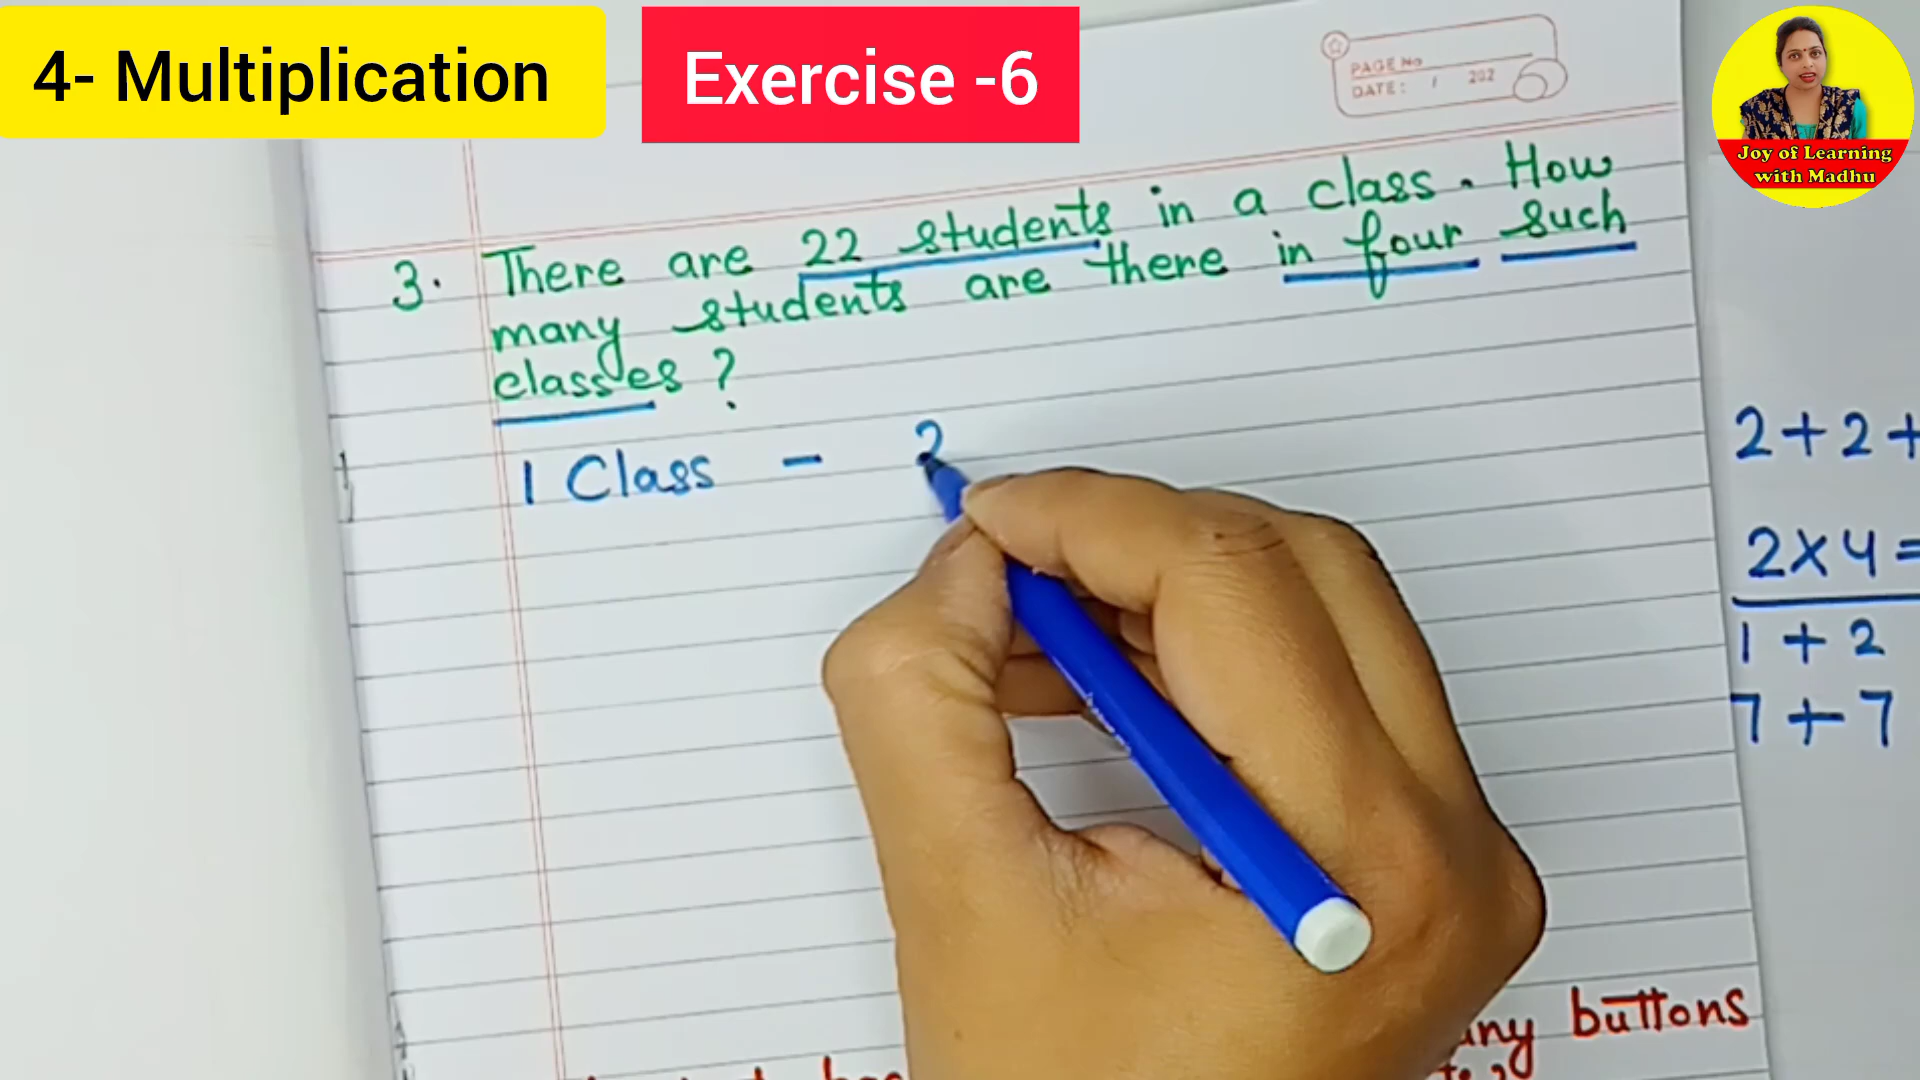 4- Multiplication
Exercise -6
PAGE No
DATE: / 202
Joy of Learning
with Madhu
3. There are 22 students in a class. How
many students are there in four such
classes?
1 Class - 2
2+2+
2×4=
1+2
7+7
buttons